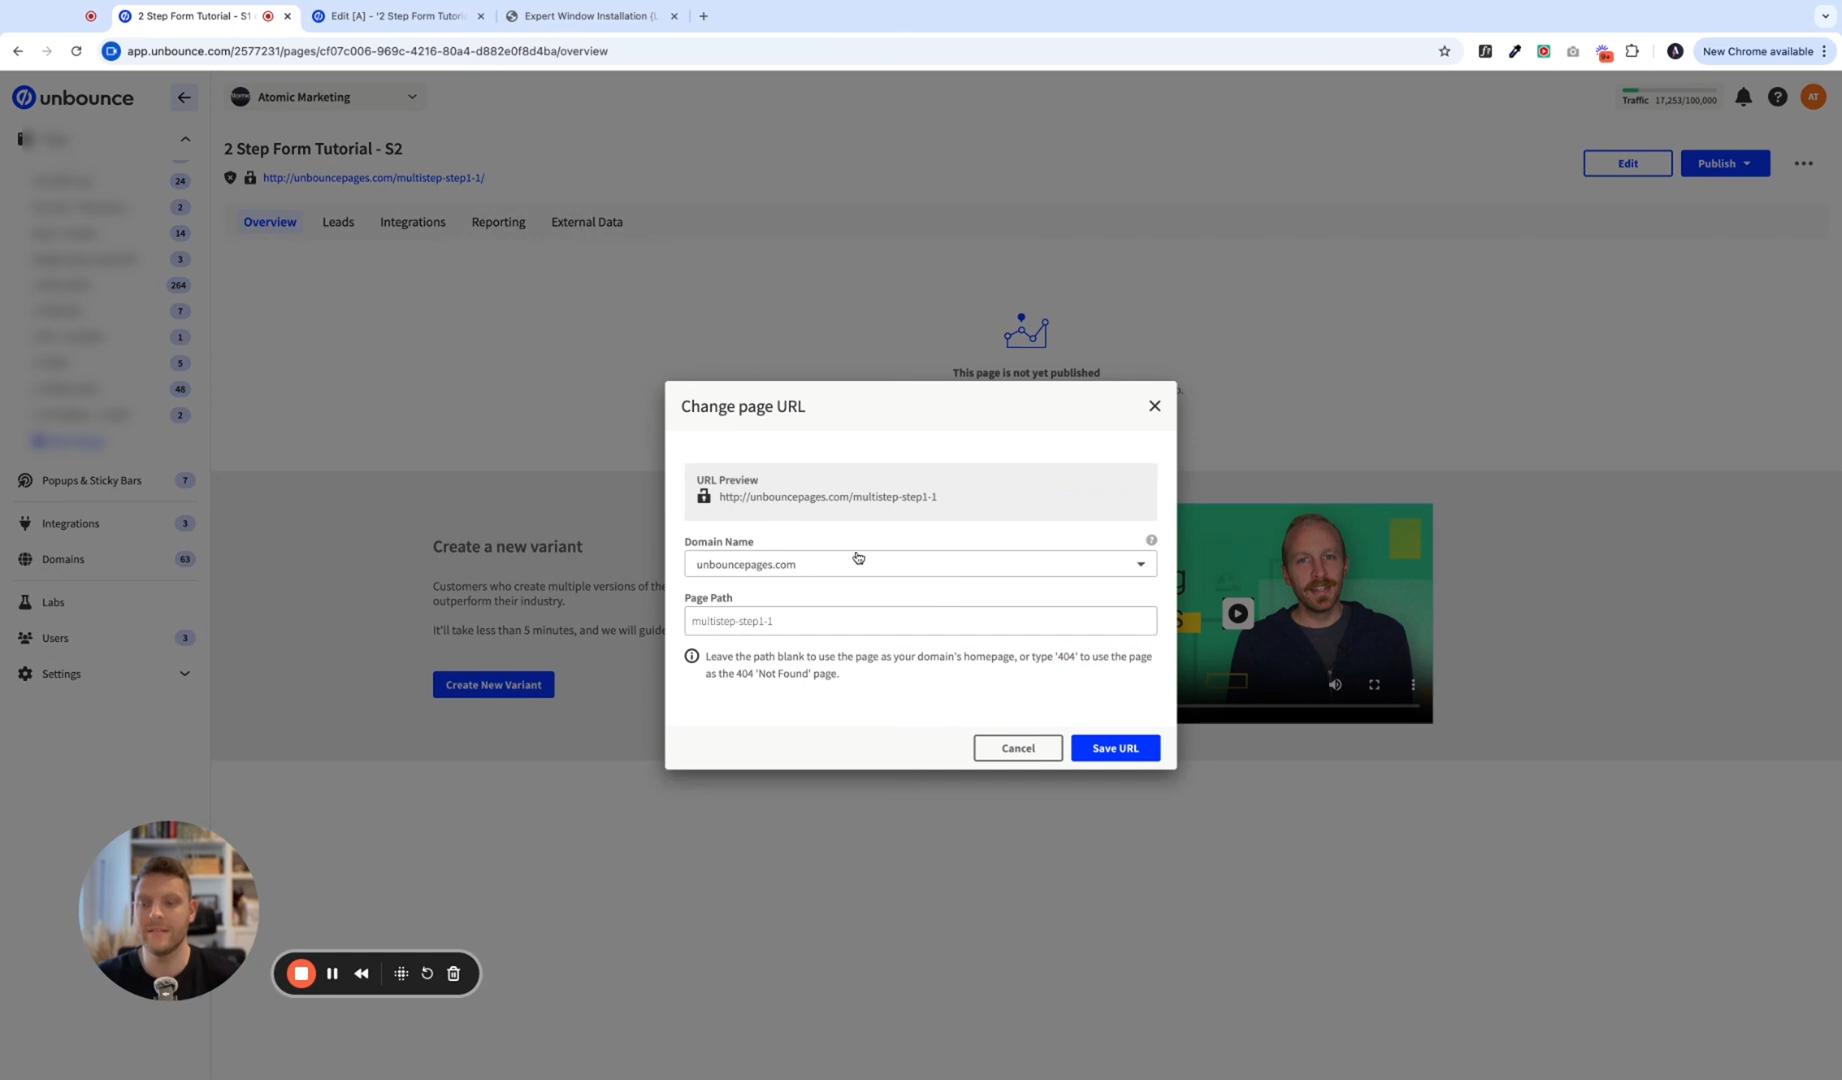 2 Step Form Tutorial - S1
Edit [A] - '2 Step Form Tutoria
Expert Window Installation {L
app.unbounce.com/2577231/pages/cf07c006-969c-4216-80a4-d882e0f8d4ba/overview
9+
New Chrome available
unbounce
Atomic Marketing
Traffic 17,253/100,000
AT
2 Step Form Tutorial - S2
http://unbouncepages.com/multistep-step1-1/
Edit
Publish
Overview
Leads
Integrations
Reporting
External Data
24
2
14
3
264
7
1
5
48
2
Popups & Sticky Bars 7
Integrations 3
Domains 63
Labs
Users 3
Settings
This page is not yet published
Create a new variant
Customers who create multiple versions of the
outperform their industry.
It'll take less than 5 minutes, and we will guide
Create New Variant
Change page URL
URL Preview
http://unbouncepages.com/multistep-step1-1
Domain Name
unbouncepages.com
Page Path
multistep-step1-1
Leave the path blank to use the page as your domain's homepage, or type '404' to use the page
as the 404 'Not Found' page.
Cancel
Save URL